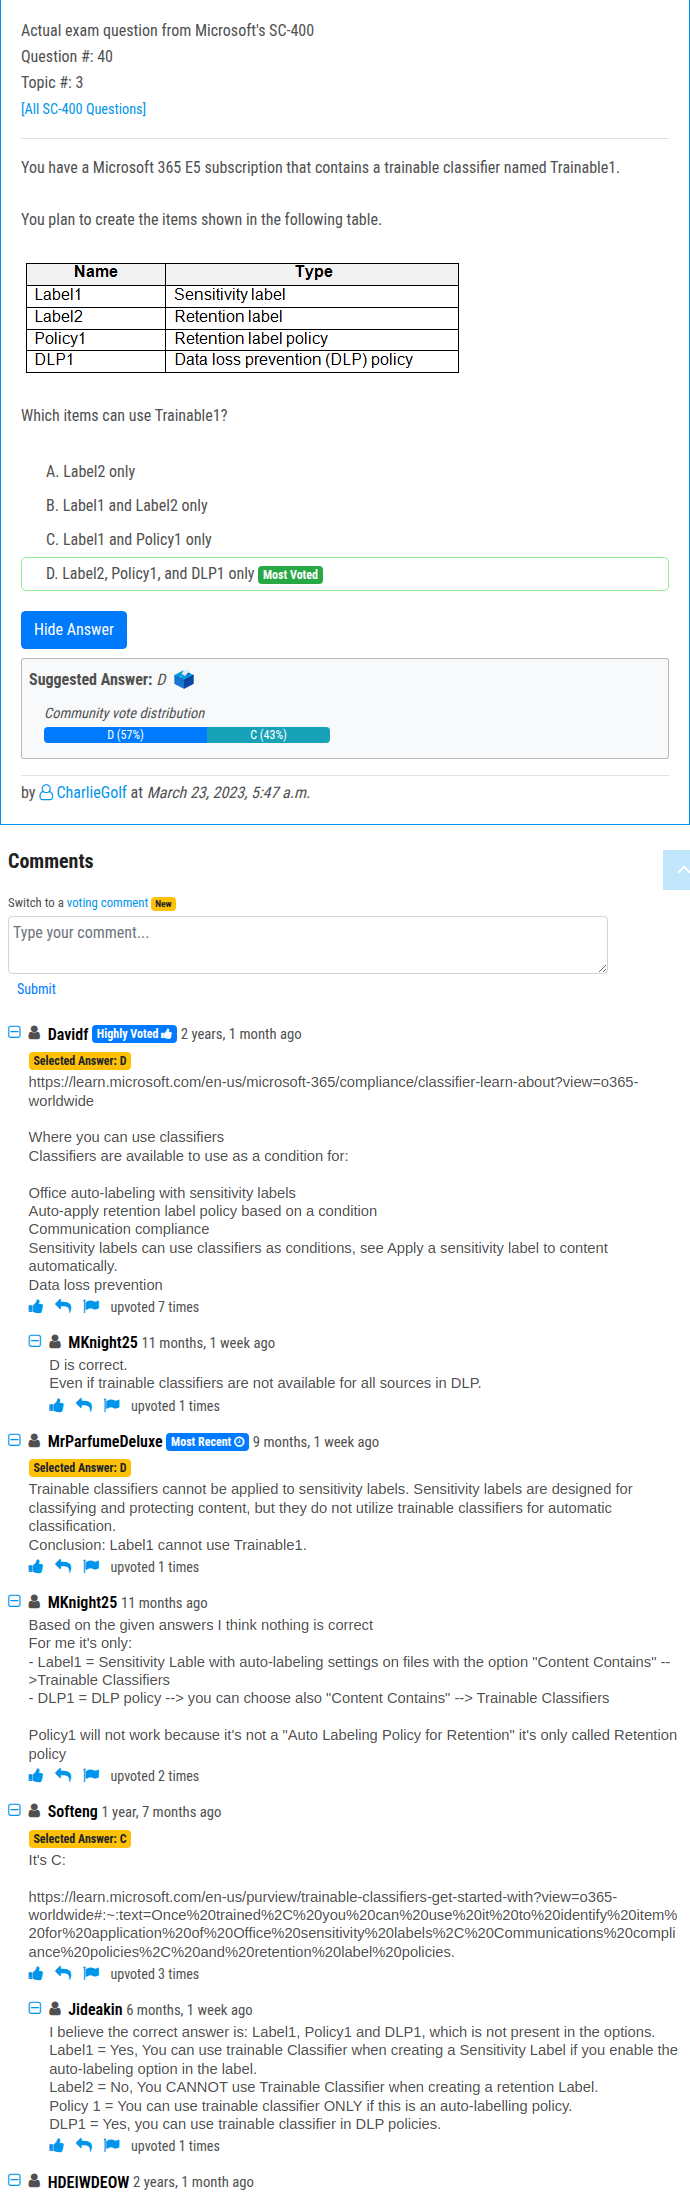 Actual exam question from Microsoft's SC-400
Question #: 40
Topic #: 3
[All SC-400 Questions]
You have a Microsoft 365 E5 subscription that contains a trainable classifier named Trainable1.
You plan to create the items shown in the following table.
Name Type
Label1 Sensitivity label
Label2 Retention label
Policy1 Retention label policy
DLP1 Data loss prevention (DLP) policy
Which items can use Trainable1?
A. Label2 only
B. Label1 and Label2 only
C. Label1 and Policy1 only
D. Label2, Policy1, and DLP1 only Most Voted
Hide Answer
Suggested Answer: D
Community vote distribution
D (57%) C (43%)
by CharlieGolf at March 23, 2023, 5:47 a.m.
Comments
Switch to a voting comment New
Type your comment...
Submit
Davidf Highly Voted 2 years, 1 month ago
Selected Answer: D
https://learn.microsoft.com/en-us/microsoft-365/compliance/classifier-learn-about?view=o365-
worldwide
Where you can use classifiers
Classifiers are available to use as a condition for:
Office auto-labeling with sensitivity labels
Auto-apply retention label policy based on a condition
Communication compliance
Sensitivity labels can use classifiers as conditions, see Apply a sensitivity label to content
automatically.
Data loss prevention
upvoted 7 times
MKnight25 11 months, 1 week ago
D is correct.
Even if trainable classifiers are not available for all sources in DLP.
upvoted 1 times
MrParfumeDeluxe Most Recent 9 months, 1 week ago
Selected Answer: D
Trainable classifiers cannot be applied to sensitivity labels. Sensitivity labels are designed for
classifying and protecting content, but they do not utilize trainable classifiers for automatic
classification.
Conclusion: Label1 cannot use Trainable1.
upvoted 1 times
MKnight25 11 months ago
Based on the given answers I think nothing is correct
For me it's only:
- Label1 = Sensitivity Lable with auto-labeling settings on files with the option "Content Contains" --
>Trainable Classifiers
- DLP1 = DLP policy --> you can choose also "Content Contains" --> Trainable Classifiers
Policy1 will not work because it's not a "Auto Labeling Policy for Retention" it's only called Retention
policy
upvoted 2 times
Softeng 1 year, 7 months ago
Selected Answer: C
It's C:
https://learn.microsoft.com/en-us/purview/trainable-classifiers-get-started-with?view=o365-
worldwide#:~:text=Once%20trained%2C%20you%20can%20use%20it%20to%20identify%20item%
20for%20application%20of%20Office%20sensitivity%20labels%2C%20Communications%20compli
ance%20policies%2C%20and%20retention%20label%20policies.
upvoted 3 times
Jideakin 6 months, 1 week ago
I believe the correct answer is: Label1, Policy1 and DLP1, which is not present in the options.
Label1 = Yes, You can use trainable Classifier when creating a Sensitivity Label if you enable the
auto-labeling option in the label.
Label2 = No, You CANNOT use Trainable Classifier when creating a retention Label.
Policy 1 = You can use trainable classifier ONLY if this is an auto-labelling policy.
DLP1 = Yes, you can use trainable classifier in DLP policies.
upvoted 1 times
HDEIWDEOW 2 years, 1 month ago